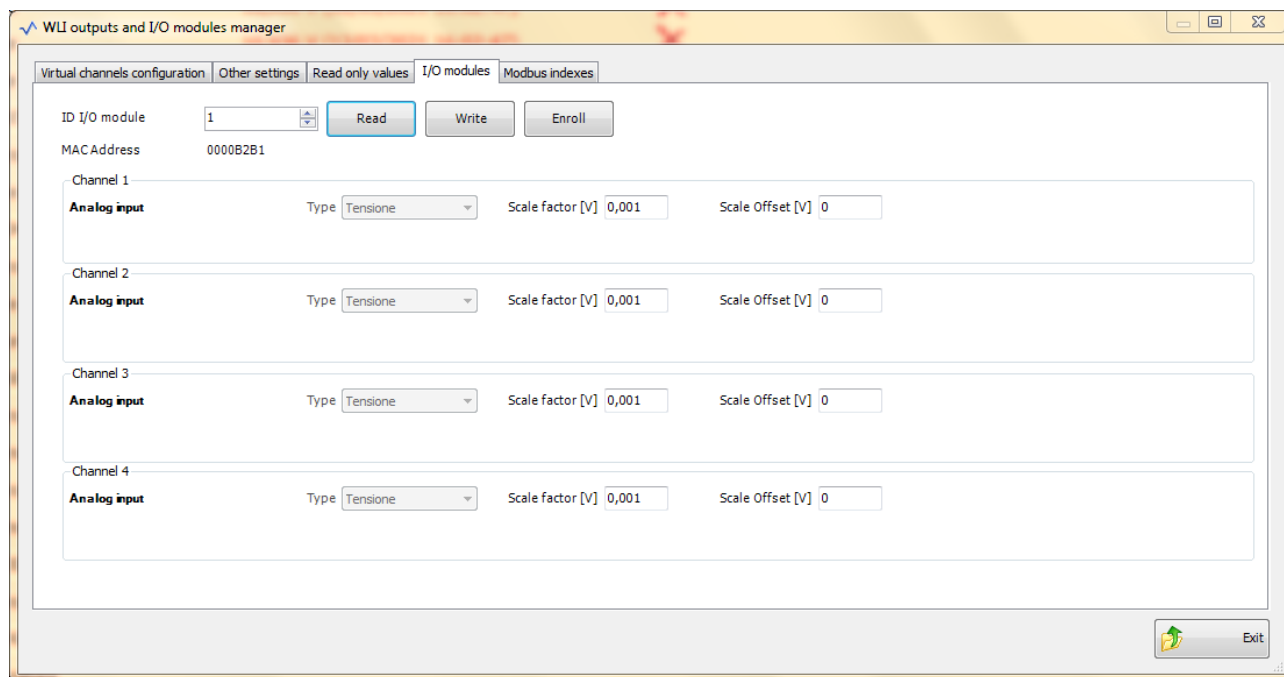 WLI outputs and I/O modules manager
Virtual channels configuration Other settings Read only values I/O modules Modbus indexes
ID I/O module 1 Read Write Enroll
MAC Address 0000B2B1
Channel 1
Analog input Type Tensione Scale factor [V] 0,001 Scale Offset [V] 0
Channel 2
Analog input Type Tensione Scale factor [V] 0,001 Scale Offset [V] 0
Channel 3
Analog input Type Tensione Scale factor [V] 0,001 Scale Offset [V] 0
Channel 4
Analog input Type Tensione Scale factor [V] 0,001 Scale Offset [V] 0
Exit